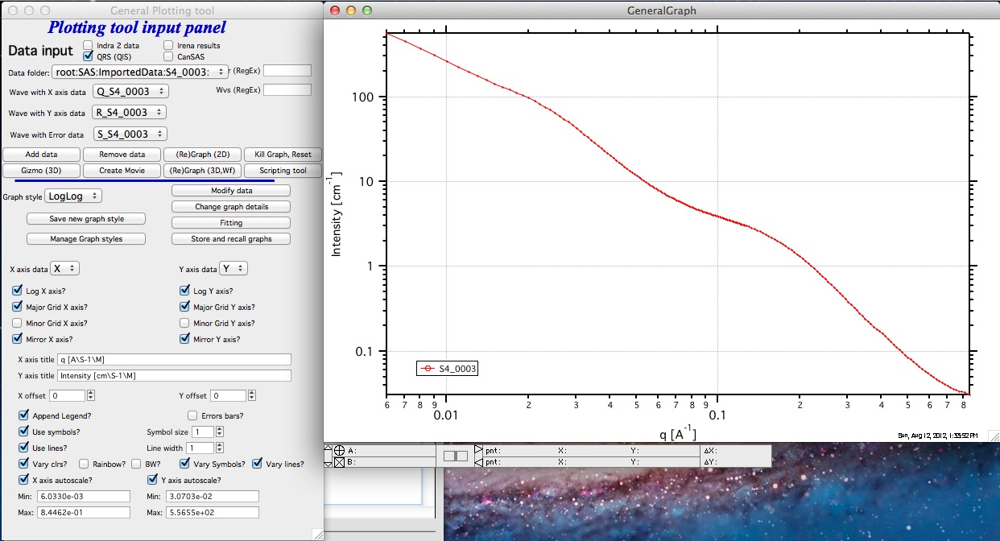 General Plotting tool
Plotting tool input panel
Data input
Indra 2 data
Irena results
QRS (QIS)
CanSAS
Data folder:
root:SAS:ImportedData:S4_0003:
r (RegEx)
Wave with X axis data
Q_S4_0003
Wvs (RegEx)
Wave with Y axis data
R_S4_0003
Wave with Error data
S_S4_0003
Add data
Remove data
(Re)Graph (2D)
Kill Graph, Reset
Gizmo (3D)
Create Movie
(Re)Graph (3D,Wf)
Scripting tool
Graph style
LogLog
Modify data
Change graph details
Save new graph style
Fitting
Manage Graph styles
Store and recall graphs
X axis data
X
Y axis data
Y
Log X axis?
Log Y axis?
Major Grid X axis?
Major Grid Y axis?
Minor Grid X axis?
Minor Grid Y axis?
Mirror X axis?
Mirror Y axis?
X axis title
q [A\S-1\M]
Y axis title
Intensity [cm\S-1\M]
X offset
0
Y offset
0
Append Legend?
Errors bars?
Use symbols?
Symbol size
1
Use lines?
Line width
1
Vary clrs?
Rainbow?
BW?
Vary Symbols?
Vary lines?
X axis autoscale?
Y axis autoscale?
Min:
6.0330e-03
Min:
3.0703e-02
Max:
8.4462e-01
Max:
5.5655e+02
GeneralGraph
100
10
1
0.1
Intensity [cm-1]
S4_0003
6 7 8 9 2 3 4 5 6 7 8 9 2 3 4 5 6 7 8
0.01
0.1
q [A-1]
Sun, Aug 12, 2012, 1:33:52 PM
A:
pnt:
X:
Y:
ΔX:
B:
pnt:
X:
Y:
ΔY: